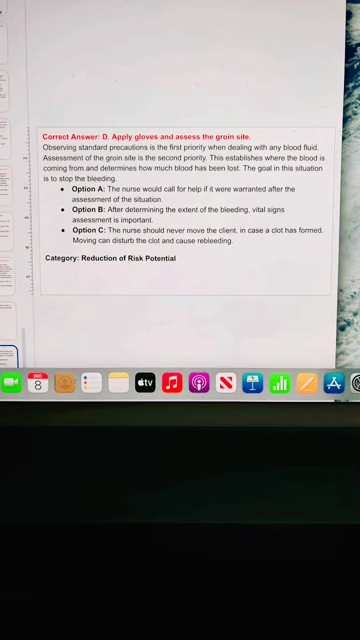 Correct Answer: D. Apply gloves and assess the groin site.
Observing standard precautions is the first priority when dealing with any blood fluid.
Assessment of the groin site is the second priority. This establishes where the blood is
coming from and determines how much blood has been lost. The goal in this situation
is to stop the bleeding.
• Option A: The nurse would call for help if it were warranted after the
assessment of the situation.
• Option B: After determining the extent of the bleeding, vital signs
assessment is important.
• Option C: The nurse should never move the client, in case a clot has formed.
Moving can disturb the clot and cause rebleeding.
Category: Reduction of Risk Potential
DEC
8
tv